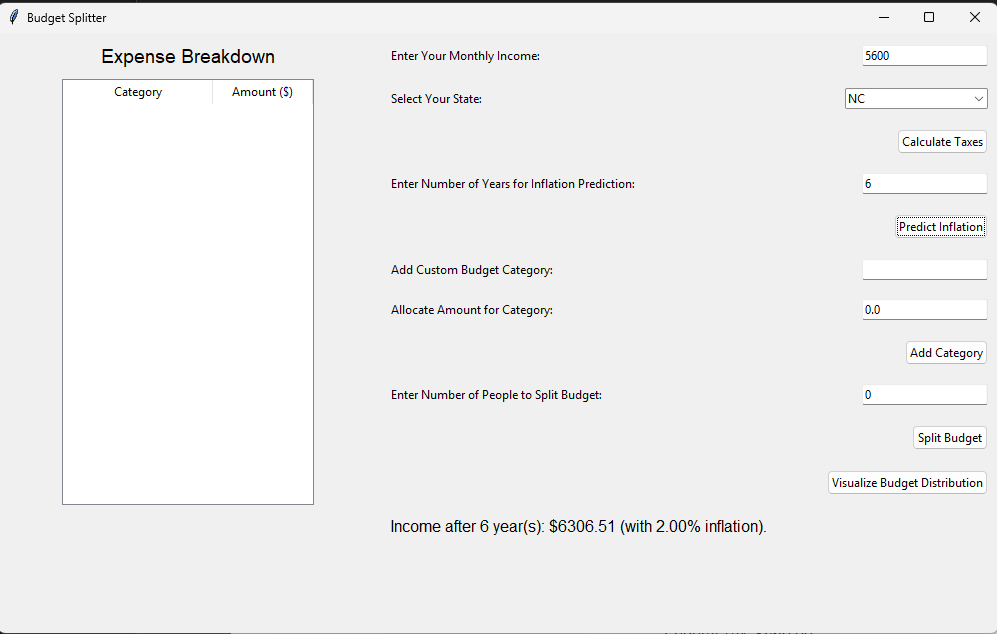 Budget Splitter
Expense Breakdown
Category Amount ($)
Enter Your Monthly Income: 5600
Select Your State: NC
Calculate Taxes
Enter Number of Years for Inflation Prediction: 6
Predict Inflation
Add Custom Budget Category:
Allocate Amount for Category: 0.0
Add Category
Enter Number of People to Split Budget: 0
Split Budget
Visualize Budget Distribution
Income after 6 year(s): $6306.51 (with 2.00% inflation).